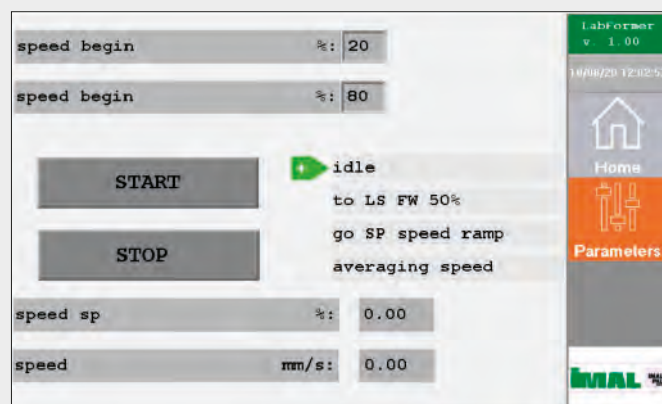 speed begin %: 20
speed begin %: 80
START
STOP
idle
to LS FW 50%
go SP speed ramp
averaging speed
speed sp %: 0.00
speed mm/s: 0.00
LabFormer
v. 1.00
Home
Parameters
iMAL